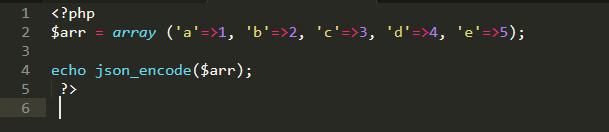 1 <?php
2 $arr = array ('a'=>1, 'b'=>2, 'c'=>3, 'd'=>4, 'e'=>5);
3
4 echo json_encode($arr);
5 ?>
6